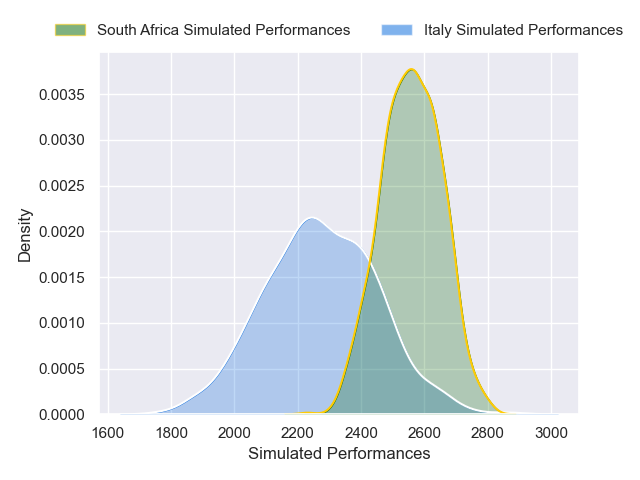 South Africa Simulated Performances Italy Simulated Performances
0.0035
0.0030
0.0025
0.0020
0.0015
0.0010
0.0005
0.0000
Density
1600 1800 2000 2200 2400 2600 2800 3000
Simulated Performances